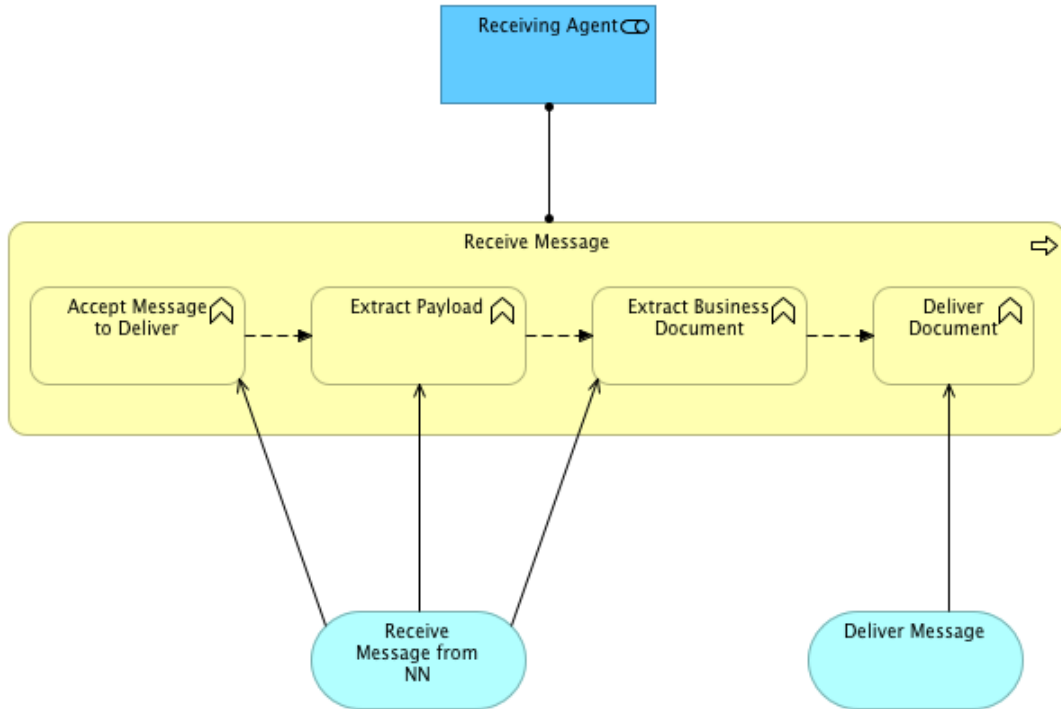 Receiving Agent
Receive Message
Accept Message
to Deliver
Extract Payload
Extract Business
Document
Deliver
Document
Receive
Message from
NN
Deliver Message